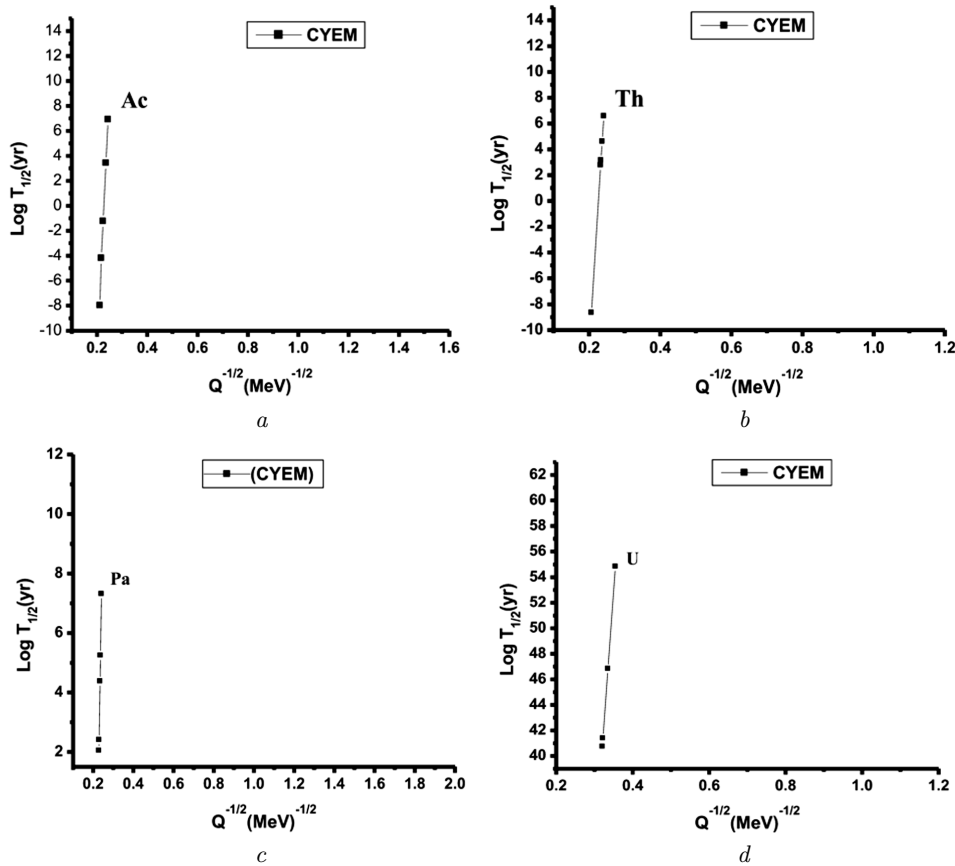 CYEM
Ac
Log T1/2(yr)
14
12
10
8
6
4
2
0
-2
-4
-6
-8
-10
0.2 0.4 0.6 0.8 1.0 1.2 1.4 1.6
Q-1/2(MeV)-1/2
a
CYEM
Th
Log T1/2(yr)
14
12
10
8
6
4
2
0
-2
-4
-6
-8
-10
0.2 0.4 0.6 0.8 1.0 1.2
Q-1/2(MeV)-1/2
b
(CYEM)
Pa
Log T1/2(yr)
12
10
8
6
4
2
0.2 0.4 0.6 0.8 1.0 1.2 1.4 1.6 1.8 2.0
Q-1/2(MeV)-1/2
c
CYEM
U
Log T1/2(yr)
62
60
58
56
54
52
50
48
46
44
42
40
0.2 0.4 0.6 0.8 1.0 1.2
Q-1/2(MeV)-1/2
d